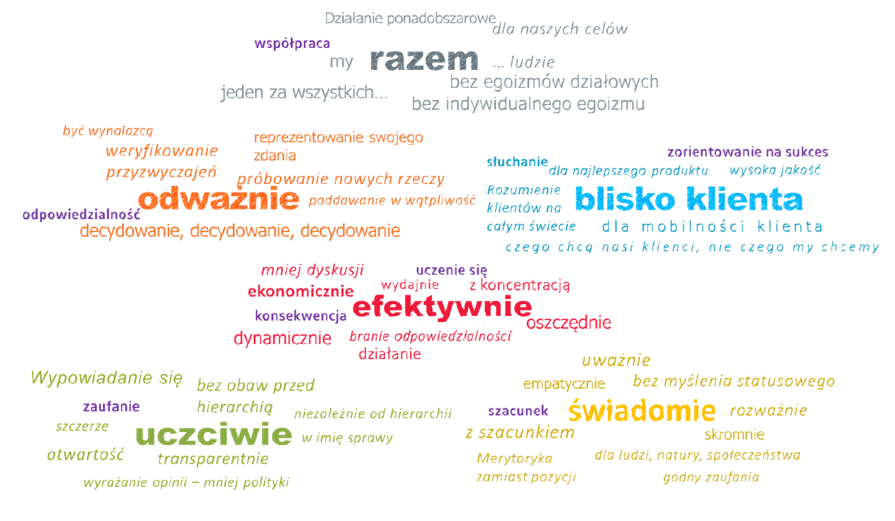 Działanie ponadobszarowe
dla naszych celów
współpraca
my razem ... ludzie
jeden za wszystkich...
bez egoizmów działowych
bez indywidualnego egoizmu
być wynalazcą
weryfikowanie
przyzwyczajeń
reprezentowanie swojego
zdania
próbowanie nowych rzeczy
odważnie
poddawanie w wątpliwość
odpowiedzialność
decydowanie, decydowanie, decydowanie
słuchanie
zorientowanie na sukces
dla najlepszego produktu
wysoka jakość
Rozumienie
klientów na
całym świecie
blisko klienta
dla mobilności klienta
czego chcą nasi klienci, nie czego my chcemy
mniej dyskusji
uczenie się
ekonomicznie
wydajnie
z koncentracją
efektywnie
konsekwencja
oszczędnie
dynamicznie
branie odpowiedzialności
działanie
Wypowiadanie się
bez obaw przed
hierarchią
zaufanie
niezależnie od hierarchii
szczerze
uczciwie
w imię sprawy
otwartość
transparentnie
wyrażanie opinii – mniej polityki
uważnie
empatycznie
bez myślenia statusowego
szacunek
świadomie
rozważnie
z szacunkiem
skromnie
Merytoryka
zamiast pozycji
dla ludzi, natury, społeczeństwa
godny zaufania